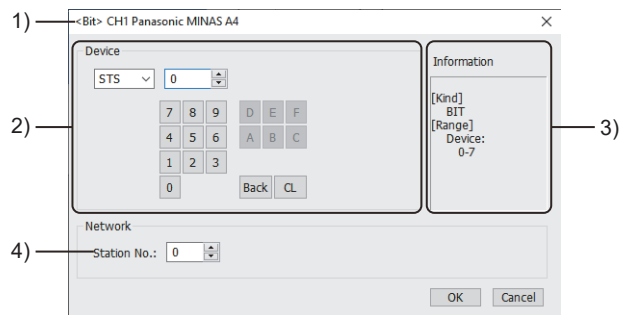 1)
<Bit> CH1 Panasonic MINAS A4
Device
STS 0
7 8 9 D E F
4 5 6 A B C
1 2 3
0 Back CL
2)
Information
[Kind]
BIT
[Range]
Device:
0-7
3)
Network
4)
Station No.: 0
OK Cancel